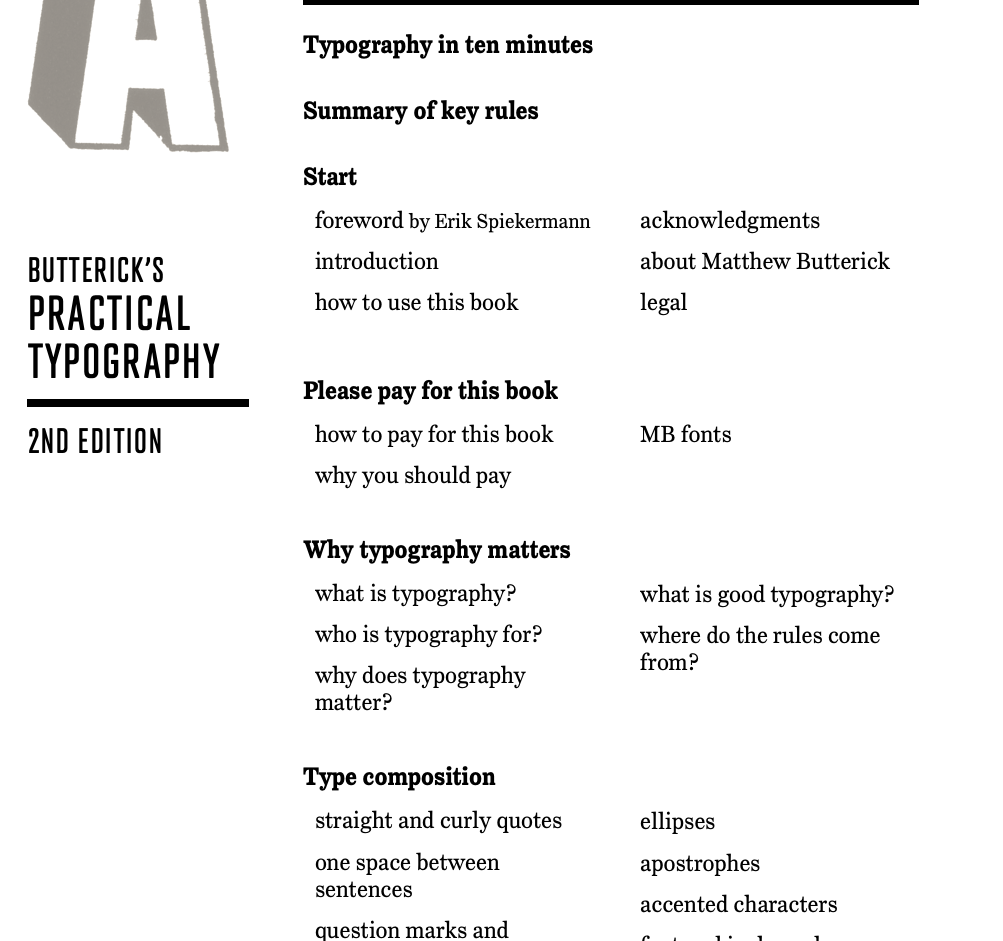 A
BUTTERICK'S
PRACTICAL
TYPOGRAPHY
2ND EDITION
Typography in ten minutes
Summary of key rules
Start
foreword by Erik Spiekermann
introduction
how to use this book
acknowledgments
about Matthew Butterick
legal
Please pay for this book
how to pay for this book
why you should pay
MB fonts
Why typography matters
what is typography?
who is typography for?
why does typography
matter?
what is good typography?
where do the rules come
from?
Type composition
straight and curly quotes
one space between
sentences
question marks and
ellipses
apostrophes
accented characters